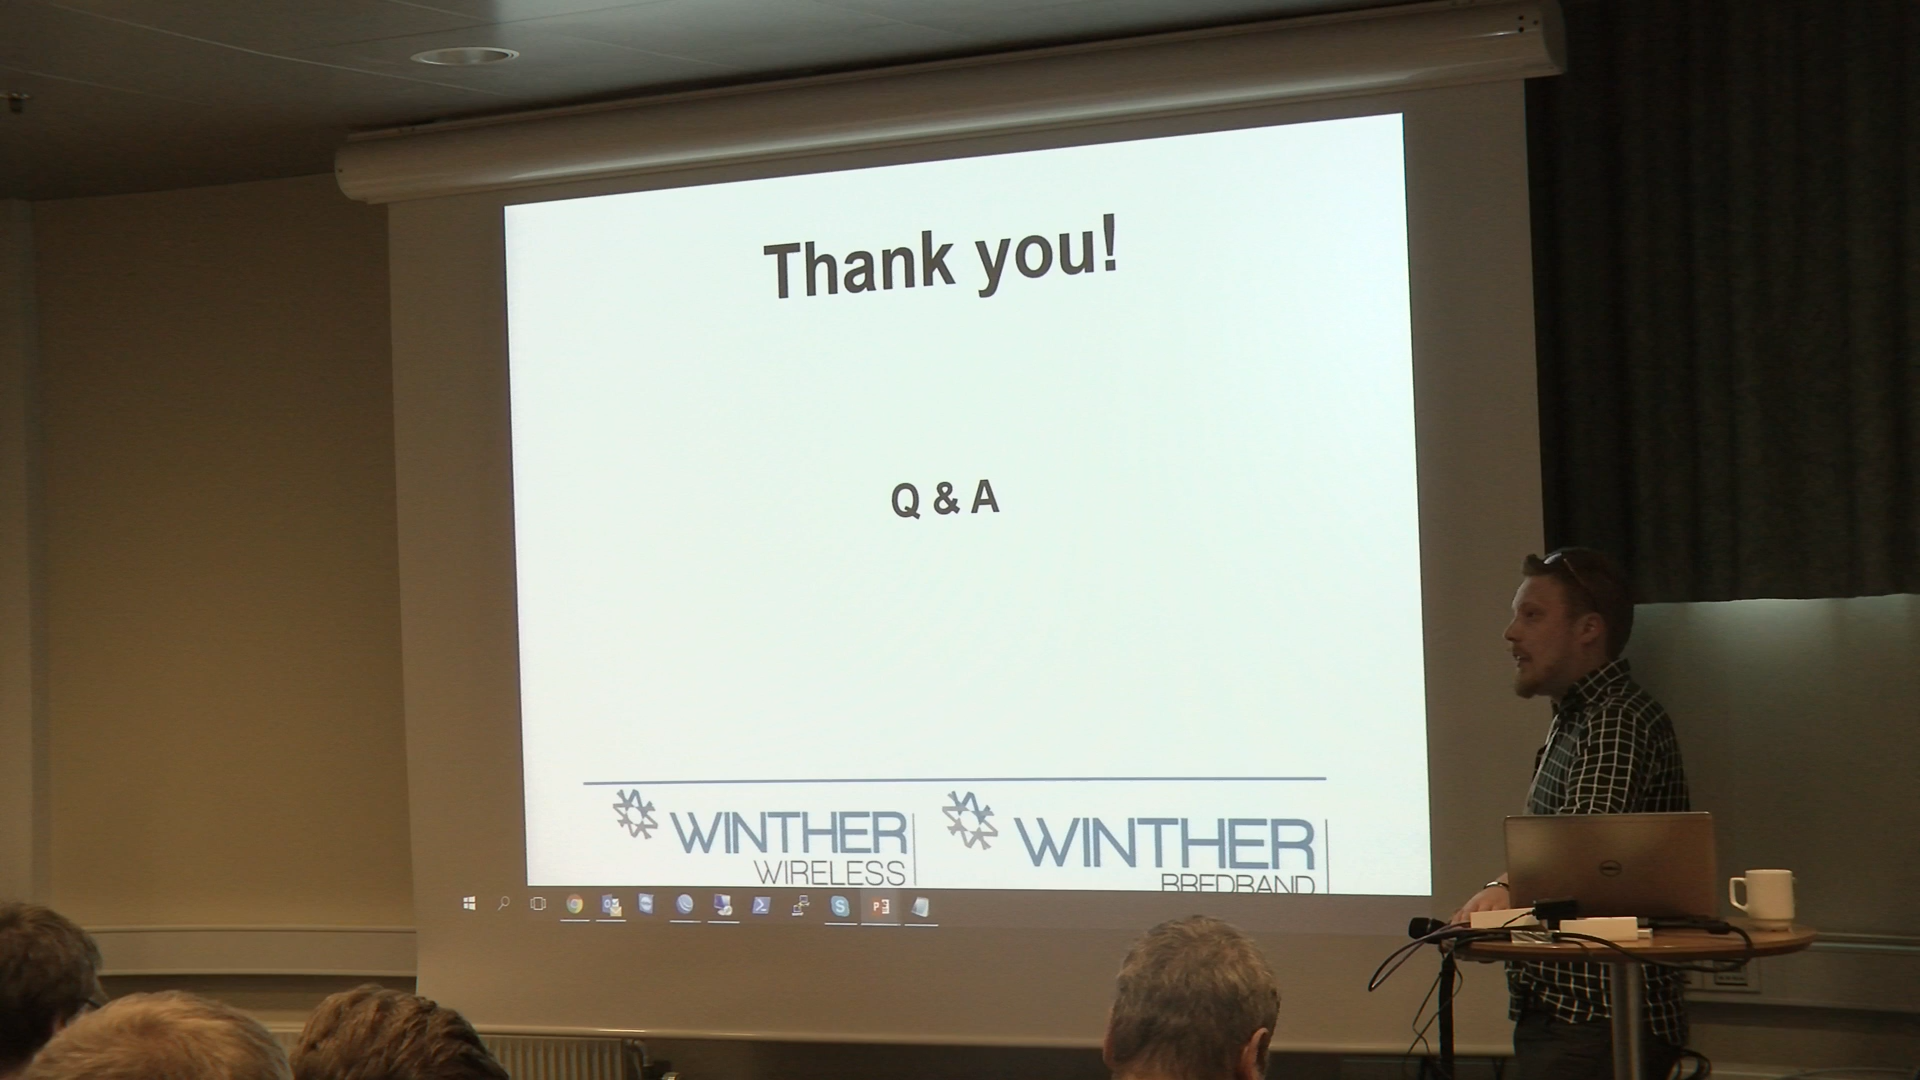 Thank you!
Q & A
WINTHER
WIRELESS
WINTHER
BREDBAND